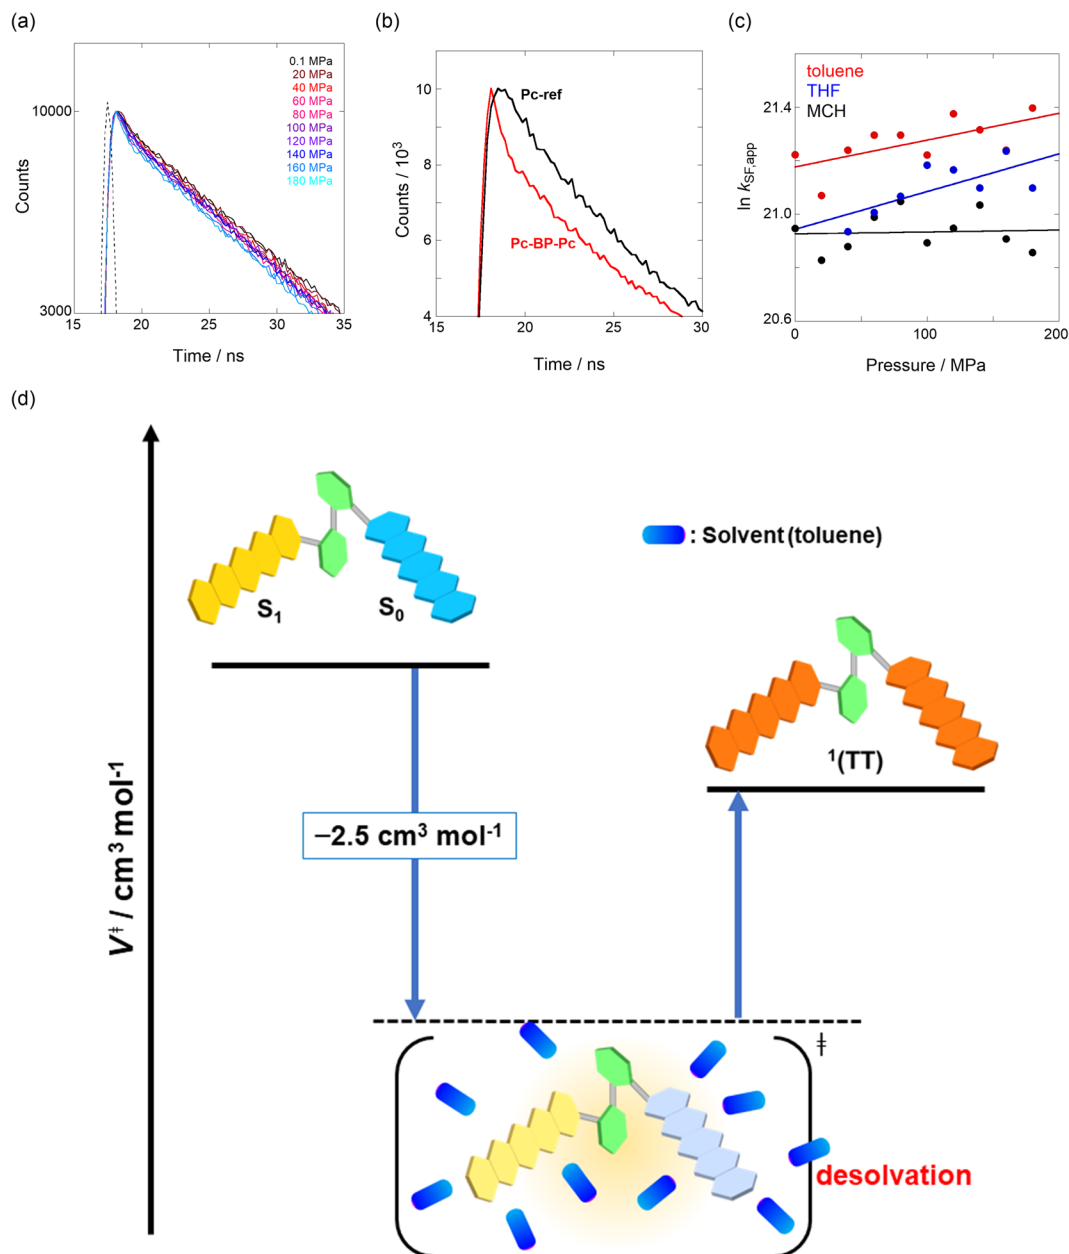 (a)
0.1 MPa
20 MPa
40 MPa
60 MPa
80 MPa
100 MPa
120 MPa
140 MPa
160 MPa
180 MPa
10000
3000
Counts
15 20 25 30 35
Time / ns
(b)
10
8
6
4
Counts / 10³
Pc-ref
Pc-BP-Pc
15 20 25 30
Time / ns
(c)
toluene
THF
MCH
21.4
21.0
20.6
ln kSF,app
0 100 200
Pressure / MPa
(d)
V‡ / cm³ mol⁻¹
S₁ S₀
: Solvent (toluene)
¹(TT)
−2.5 cm³ mol⁻¹
‡
desolvation